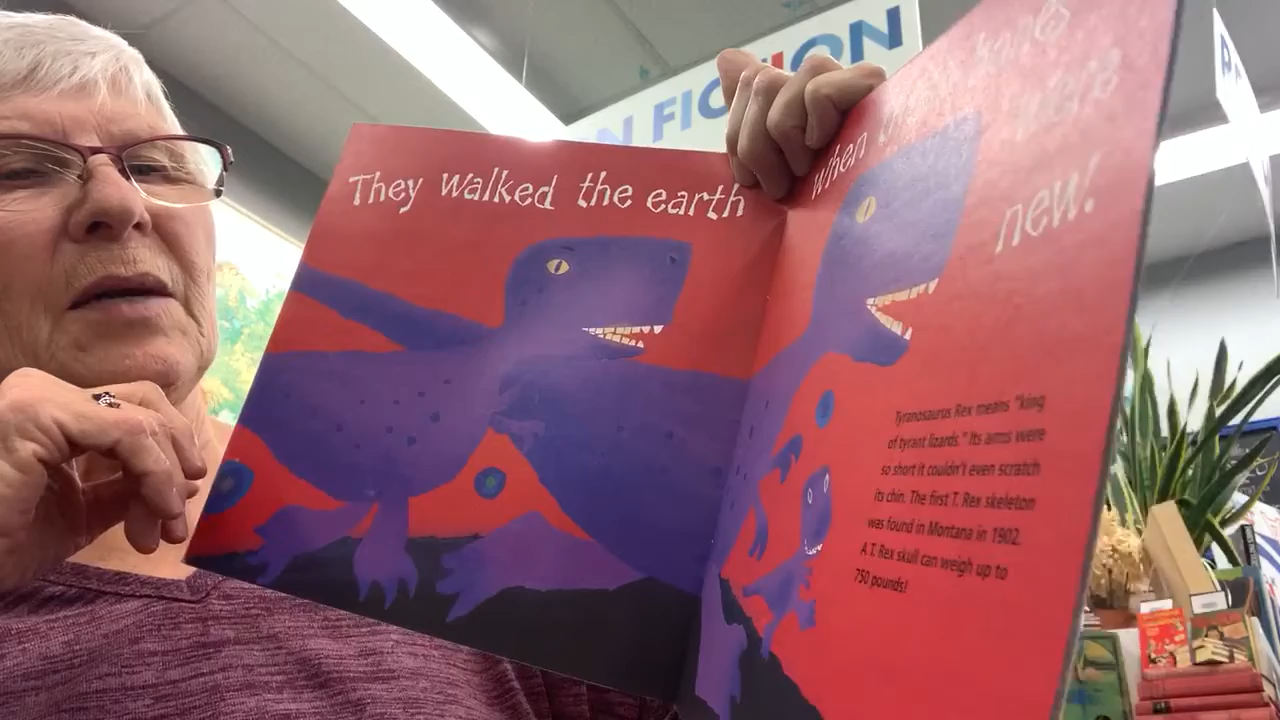 N FICTION
They walked the earth
when
were
new!
Tyranosaurus Rex means "king
of tyrant lizards." Its arms were
so short it couldn't even scratch
its chin. The first T. Rex skeleton
was found in Montana in 1902.
A T. Rex skull can weigh up to
750 pounds!